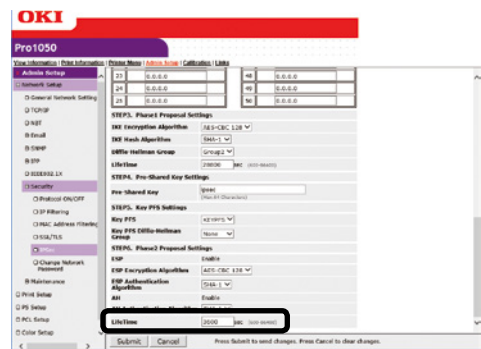 OKI
Pro1050
View Information | Print Information | Printer Menu | Admin Setup | Calibration | Links
Admin Setup
Network Setup
General Network Setting
TCP/IP
NBT
Email
SNMP
IPP
IEEE802.1X
Security
Protocol ON/OFF
IP Filtering
MAC Address Filtering
SSL/TLS
IPSec
Change Network Password
Maintenance
Print Setup
PS Setup
PCL Setup
Color Setup
23 0.0.0.0 48 0.0.0.0
24 0.0.0.0 49 0.0.0.0
25 0.0.0.0 50 0.0.0.0
STEP3. Phase1 Proposal Settings
IKE Encryption Algorithm AES-CBC 128
IKE Hash Algorithm SHA-1
Diffie-Hellman Group Group2
LifeTime 28800 sec
STEP4. Pre-Shared Key Settings
Pre-Shared Key ipsec
(Max 64 Characters)
STEP5. Key PFS Settings
Key PFS KEYPFS
Key PFS Diffie-Hellman Group None
STEP6. Phase2 Proposal Settings
ESP Enable
ESP Encryption Algorithm AES-CBC 128
ESP Authentication Algorithm SHA-1
AH Enable
LifeTime 3600 sec
Submit Cancel Press Submit to send changes. Press Cancel to clear changes.